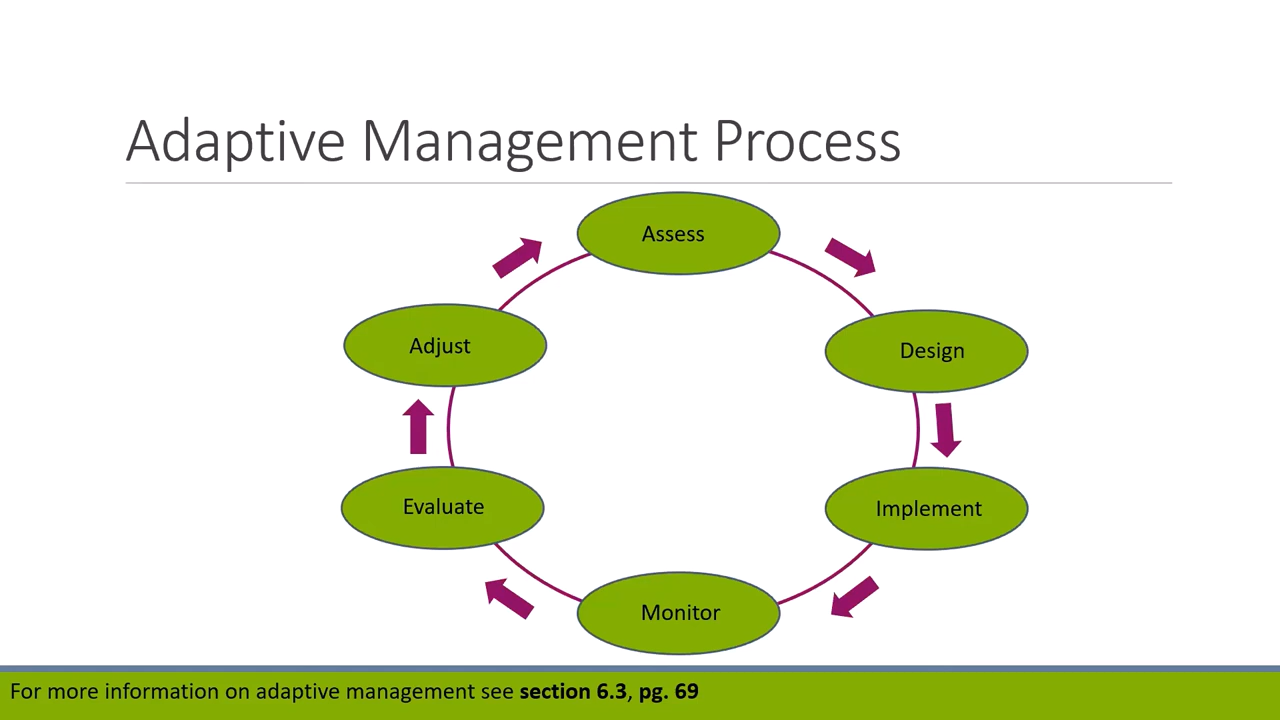 Adaptive Management Process
Assess
Design
Implement
Monitor
Evaluate
Adjust
For more information on adaptive management see section 6.3, pg. 69